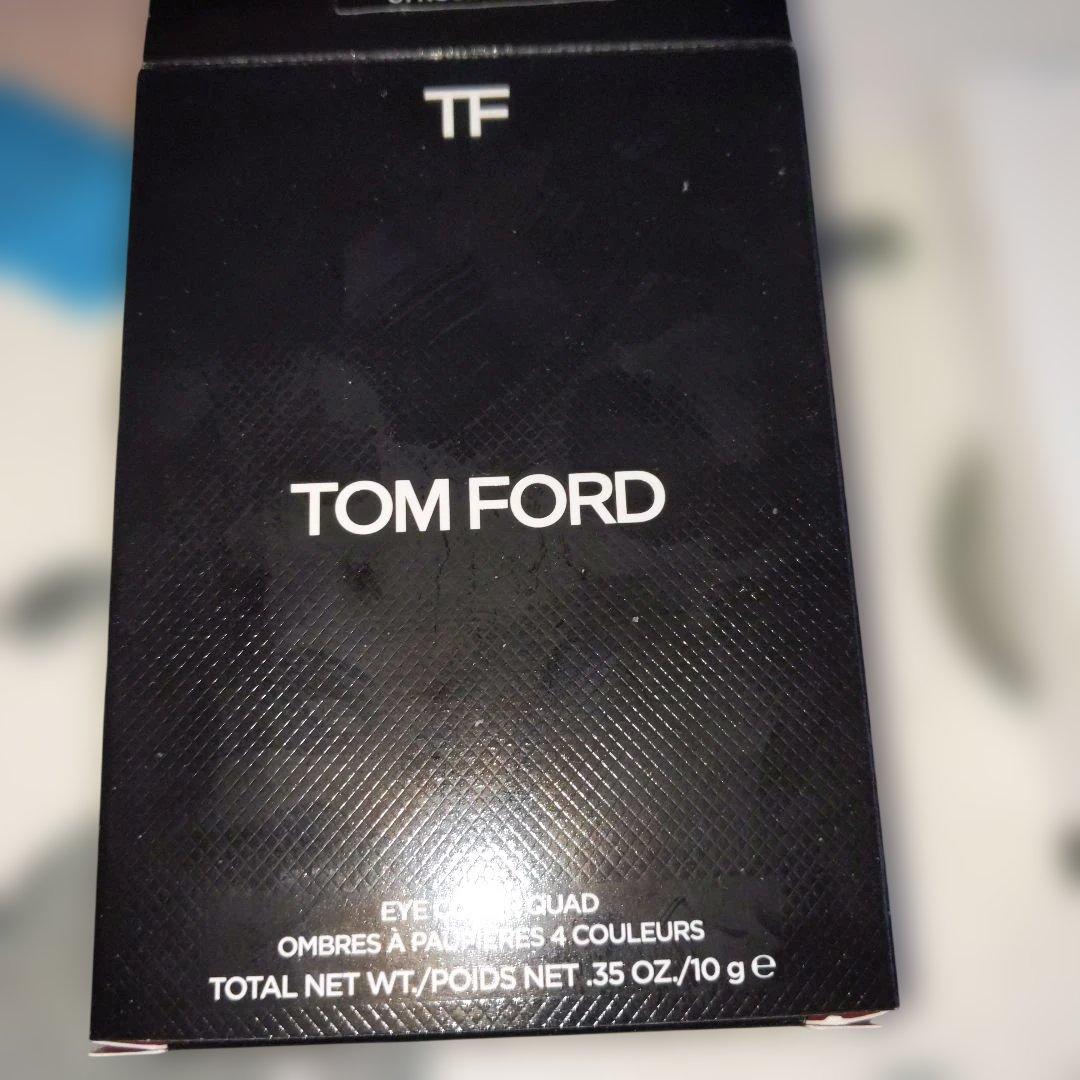 TF
TOM FORD
EYE QUAD
OMBRES À PAUPIÈRES 4 COULEURS
TOTAL NET WT./POIDS NET .35 OZ./10 g ℮